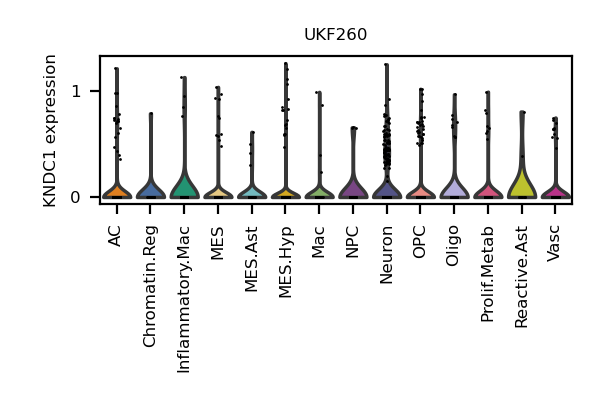 UKF260
KNDC1 expression
1
0
AC
Chromatin.Reg
Inflammatory.Mac
MES
MES.Ast
MES.Hyp
Mac
NPC
Neuron
OPC
Oligo
Prolif.Metab
Reactive.Ast
Vasc